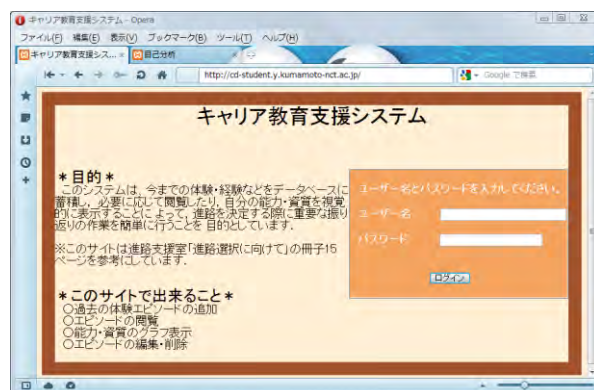 キャリア教育支援システム - Opera
ファイル(F) 編集(E) 表示(V) ブックマーク(B) ツール(T) ヘルプ(H)
キャリア教育支援シス... × 自己分析
http://cd-student.y.kumamoto-nct.ac.jp/ Google で検索
キャリア教育支援システム
＊目的＊
このシステムは、今までの体験・経験などをデータベースに
蓄積し、必要に応じて閲覧したり、自分の能力・資質を視覚
的に表示することによって、進路を決定する際に重要な振り
返りの作業を簡単に行うことを目的としています．
※このサイトは進路支援室「進路選択に向けて」の冊子15
ページを参考にしています．
ユーザー名とパスワードを入力してください。
ユーザー名
パスワード
ログイン
＊このサイトで出来ること＊
○過去の体験エピソードの追加
○エピソードの閲覧
○能力・資質のグラフ表示
○エピソードの編集・削除